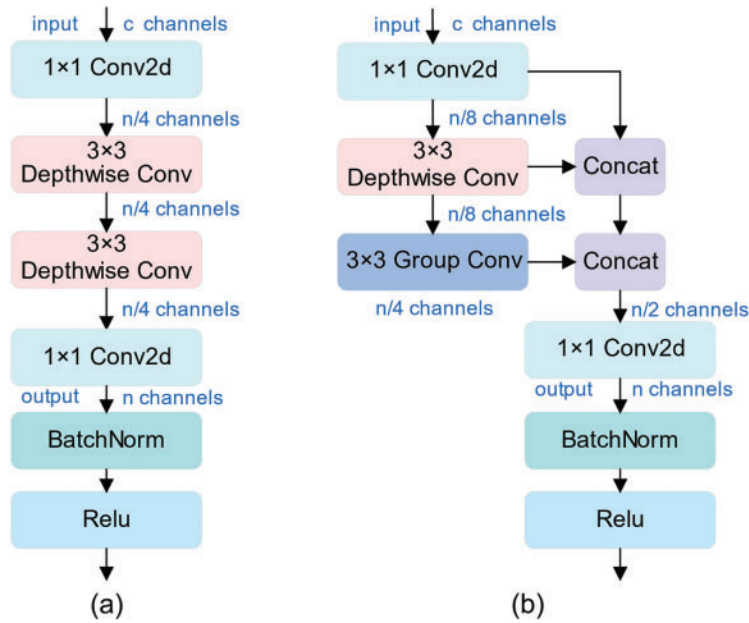 input c channels
1×1 Conv2d
n/4 channels
3×3
Depthwise Conv
n/4 channels
3×3
Depthwise Conv
n/4 channels
1×1 Conv2d
output n channels
BatchNorm
Relu
(a)
input c channels
1×1 Conv2d
n/8 channels
3×3
Depthwise Conv
Concat
n/8 channels
3×3 Group Conv
Concat
n/4 channels
n/2 channels
1×1 Conv2d
output n channels
BatchNorm
Relu
(b)